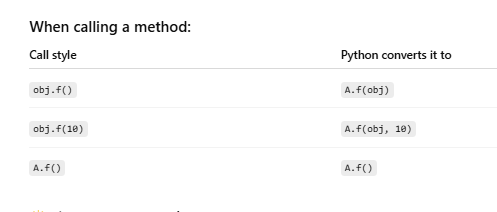 When calling a method:
Call style Python converts it to
obj.f() A.f(obj)
obj.f(10) A.f(obj, 10)
A.f() A.f()